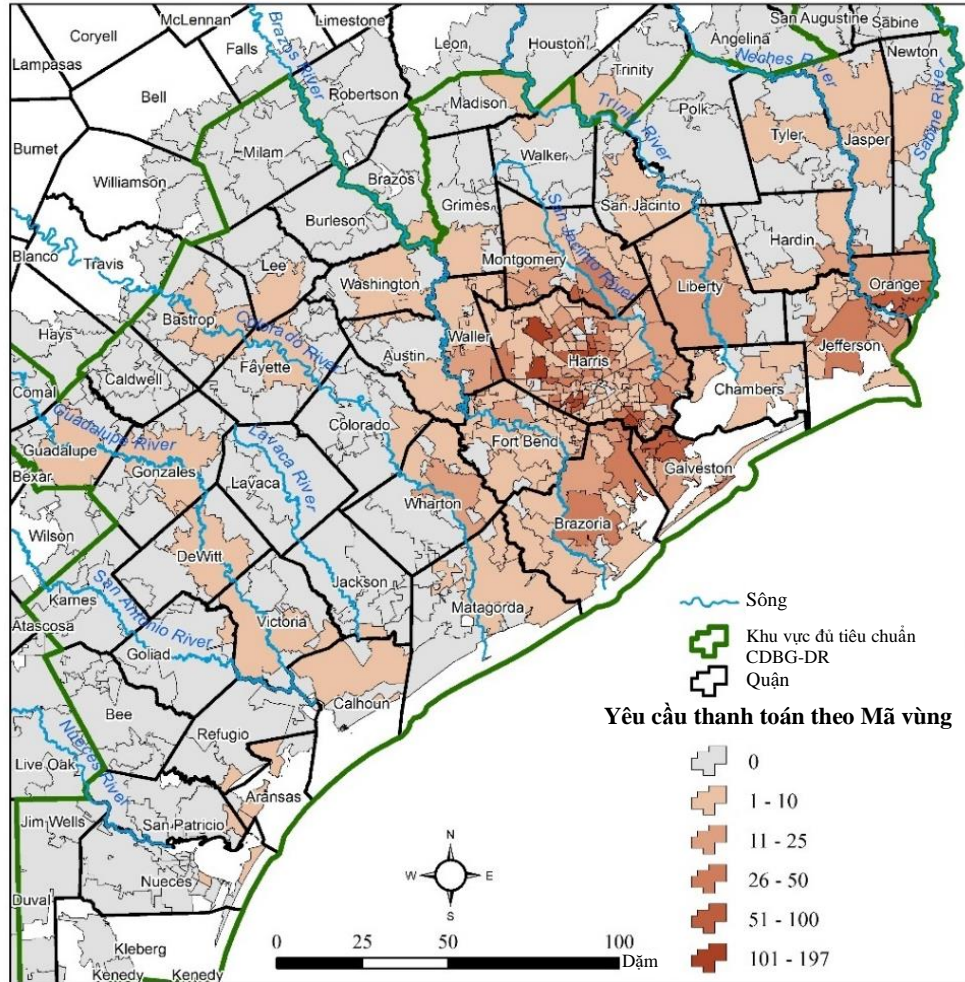 McLennan
Limestone
San Augustine
Sabine
Coryell
Falls
Brazos River
Leon
Houston
Angelina
Neches River
Newton
Lampasas
Robertson
Trinity
Bell
Madison
Trinity River
Polk
Sabine River
Burnet
Milam
Walker
Tyler
Jasper
Williamson
Brazos
Grimes
San Jacinto
Burleson
San Jacinto River
Hardin
Blanco
Travis
Lee
Washington
Montgomery
Liberty
Orange
Hays
Bastrop
Colorado River
Waller
Harris
Jefferson
Austin
Fayette
Caldwell
Chambers
Comal
Guadalupe River
Colorado
Fort Bend
Guadalupe
Lavaca River
Galveston
Bexar
Gonzales
Lavaca
Wharton
Brazoria
Wilson
DeWitt
San Antonio River
Jackson
Karnes
Matagorda
Sông
Atascosa
Victoria
Khu vực đủ tiêu chuẩn
CDBG-DR
Goliad
Quận
Calhoun
Bee
Yêu cầu thanh toán theo Mã vùng
Refugio
Nueces River
Live Oak
0
Aransas
1 - 10
Jim Wells
San Patricio
N
11 - 25
W E
Nueces
26 - 50
S
Duval
51 - 100
Kleberg
0 25 50 100
Dặm
101 - 197
Kenedy
Kenedy